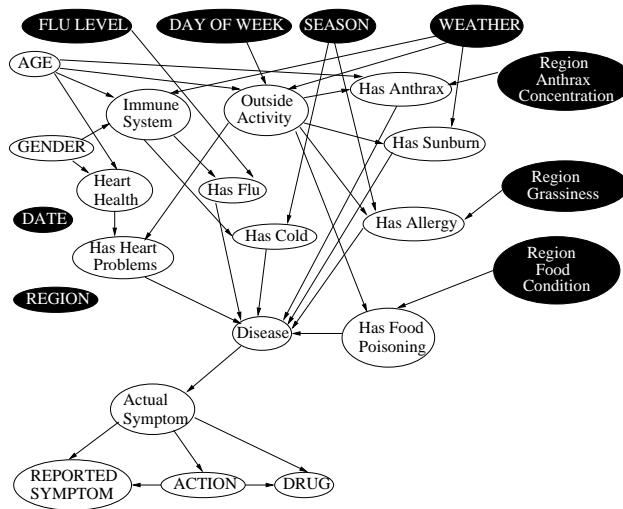 FLU LEVEL
DAY OF WEEK
SEASON
WEATHER
AGE
Has Anthrax
Region
Anthrax
Concentration
Immune
System
Outside
Activity
GENDER
Has Sunburn
Heart
Health
Has Flu
Region
Grassiness
DATE
Has Allergy
Has Cold
Has Heart
Problems
Region
Food
Condition
REGION
Disease
Has Food
Poisoning
Actual
Symptom
REPORTED
SYMPTOM
ACTION
DRUG